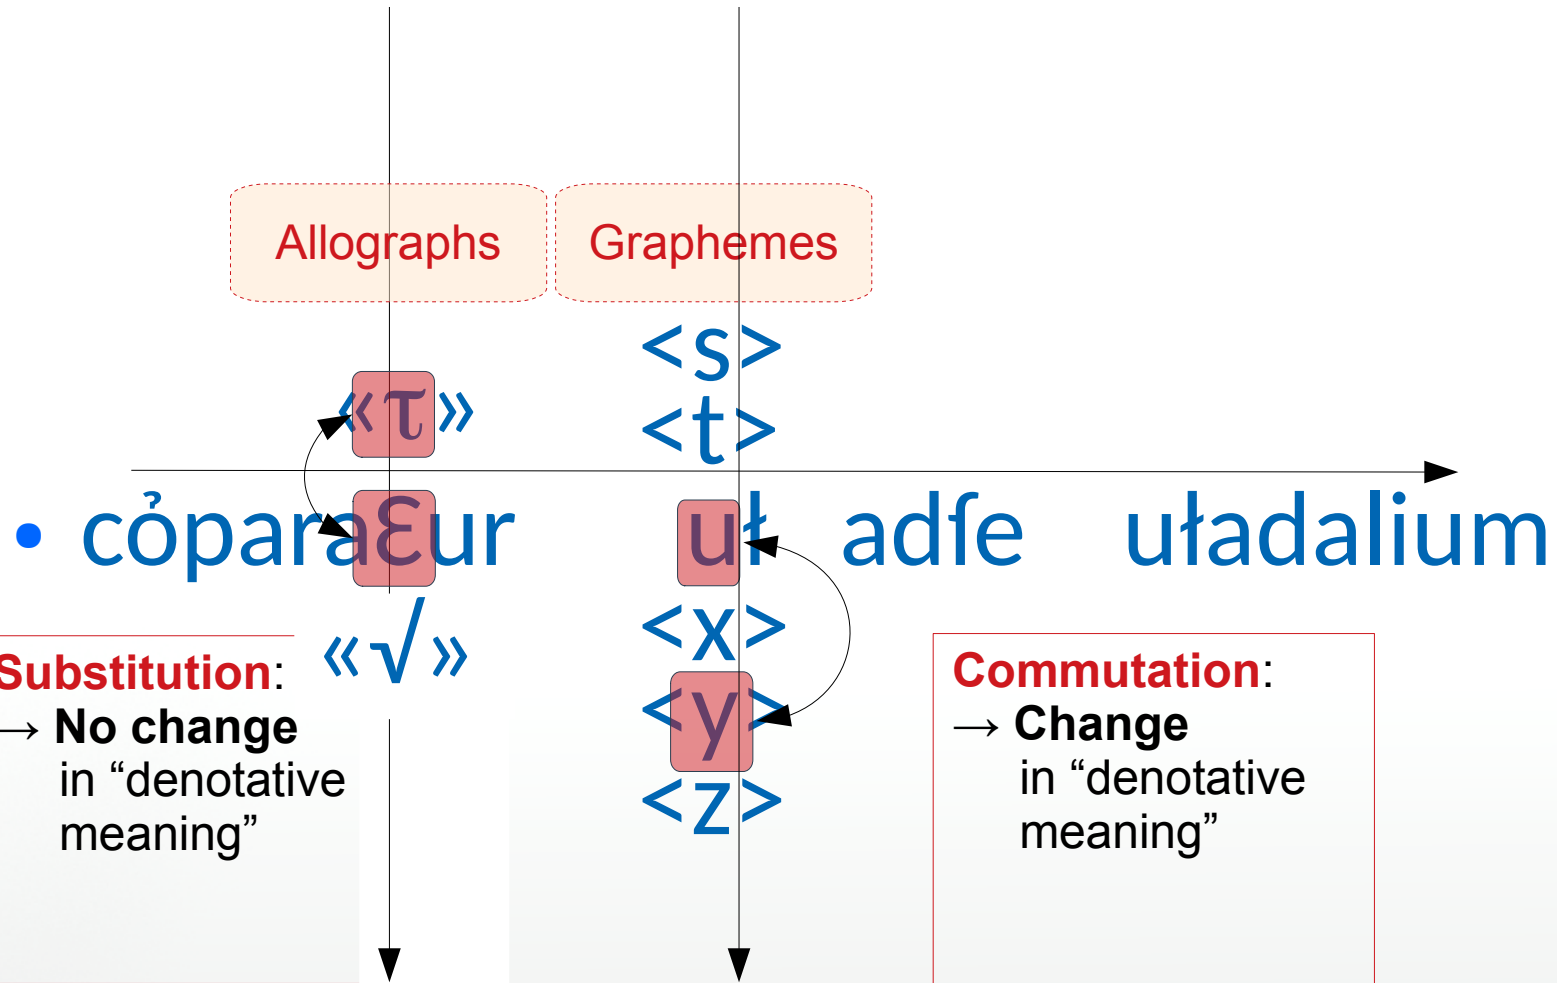 Allographs Graphemes
<s>
«τ» <t>
• cỏparaƐur uł adſe uładalium
«√» <x>
<y>
<z>
Substitution:
→ No change
in “denotative
meaning”
Commutation:
→ Change
in “denotative
meaning”